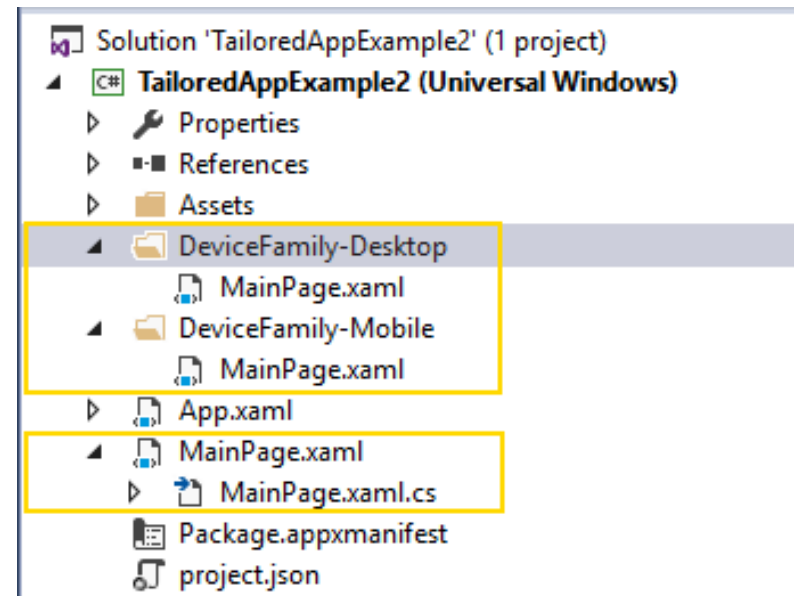 Solution 'TailoredAppExample2' (1 project)
C# TailoredAppExample2 (Universal Windows)
Properties
References
Assets
DeviceFamily-Desktop
MainPage.xaml
DeviceFamily-Mobile
MainPage.xaml
App.xaml
MainPage.xaml
MainPage.xaml.cs
Package.appxmanifest
project.json